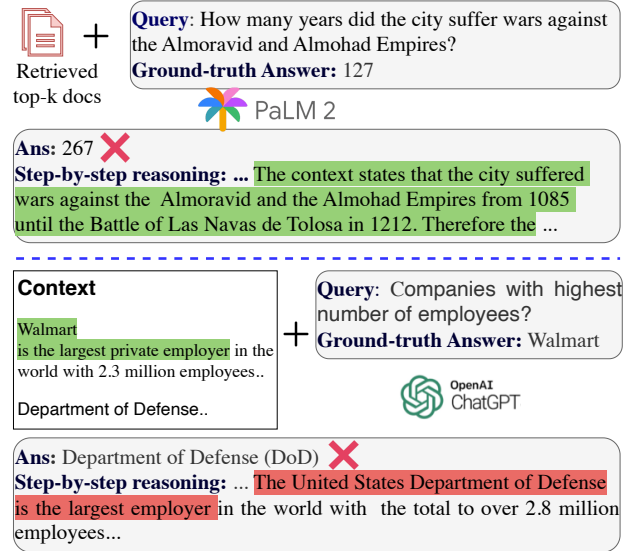 Retrieved
top-k docs
Query: How many years did the city suffer wars against
the Almoravid and Almohad Empires?
Ground-truth Answer: 127
PaLM 2
Ans: 267
Step-by-step reasoning: ... The context states that the city suffered
wars against the Almoravid and the Almohad Empires from 1085
until the Battle of Las Navas de Tolosa in 1212. Therefore the ...
Context
Walmart
is the largest private employer in the
world with 2.3 million employees..
Department of Defense..
Query: Companies with highest
number of employees?
Ground-truth Answer: Walmart
OpenAI
ChatGPT
Ans: Department of Defense (DoD)
Step-by-step reasoning: ... The United States Department of Defense
is the largest employer in the world with the total to over 2.8 million
employees...